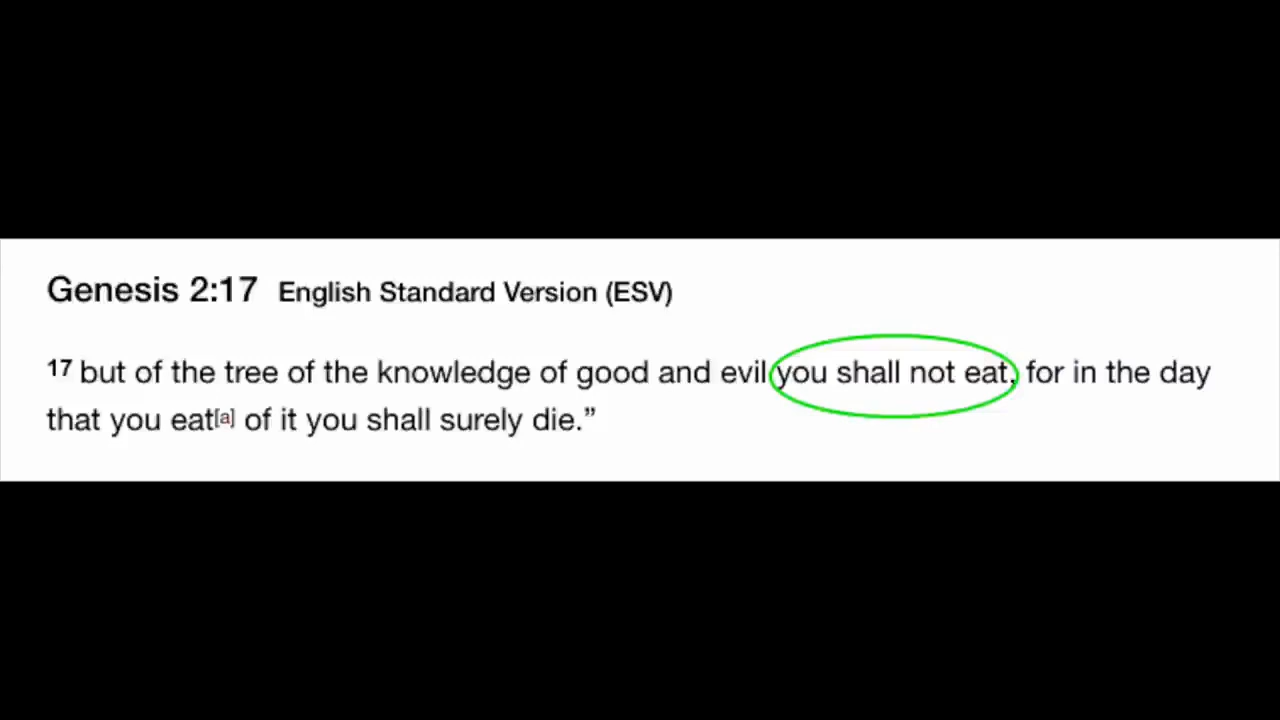 Genesis 2:17 English Standard Version (ESV)
17 but of the tree of the knowledge of good and evil you shall not eat, for in the day
that you eat[a] of it you shall surely die.”